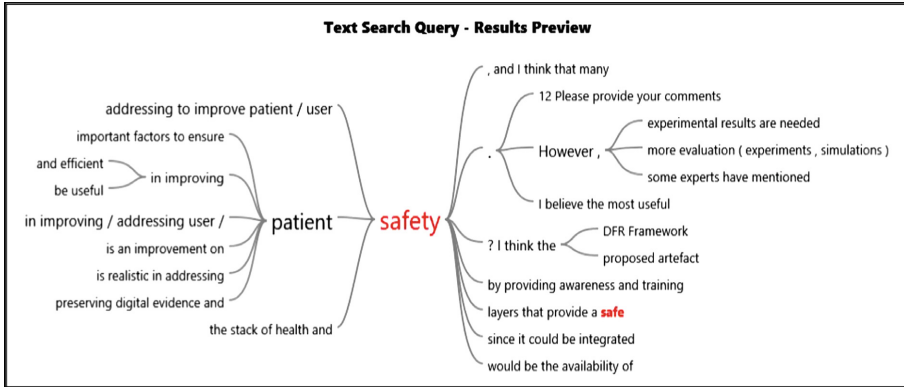 Text Search Query - Results Preview
addressing to improve patient / user
important factors to ensure
and efficient
be useful
in improving
in improving / addressing user /
is an improvement on
is realistic in addressing
preserving digital evidence and
patient
the stack of health and
safety
, and I think that many
.
12 Please provide your comments
However ,
experimental results are needed
more evaluation ( experiments , simulations )
some experts have mentioned
I believe the most useful
? I think the
DFR Framework
proposed artefact
by providing awareness and training
layers that provide a safe
since it could be integrated
would be the availability of